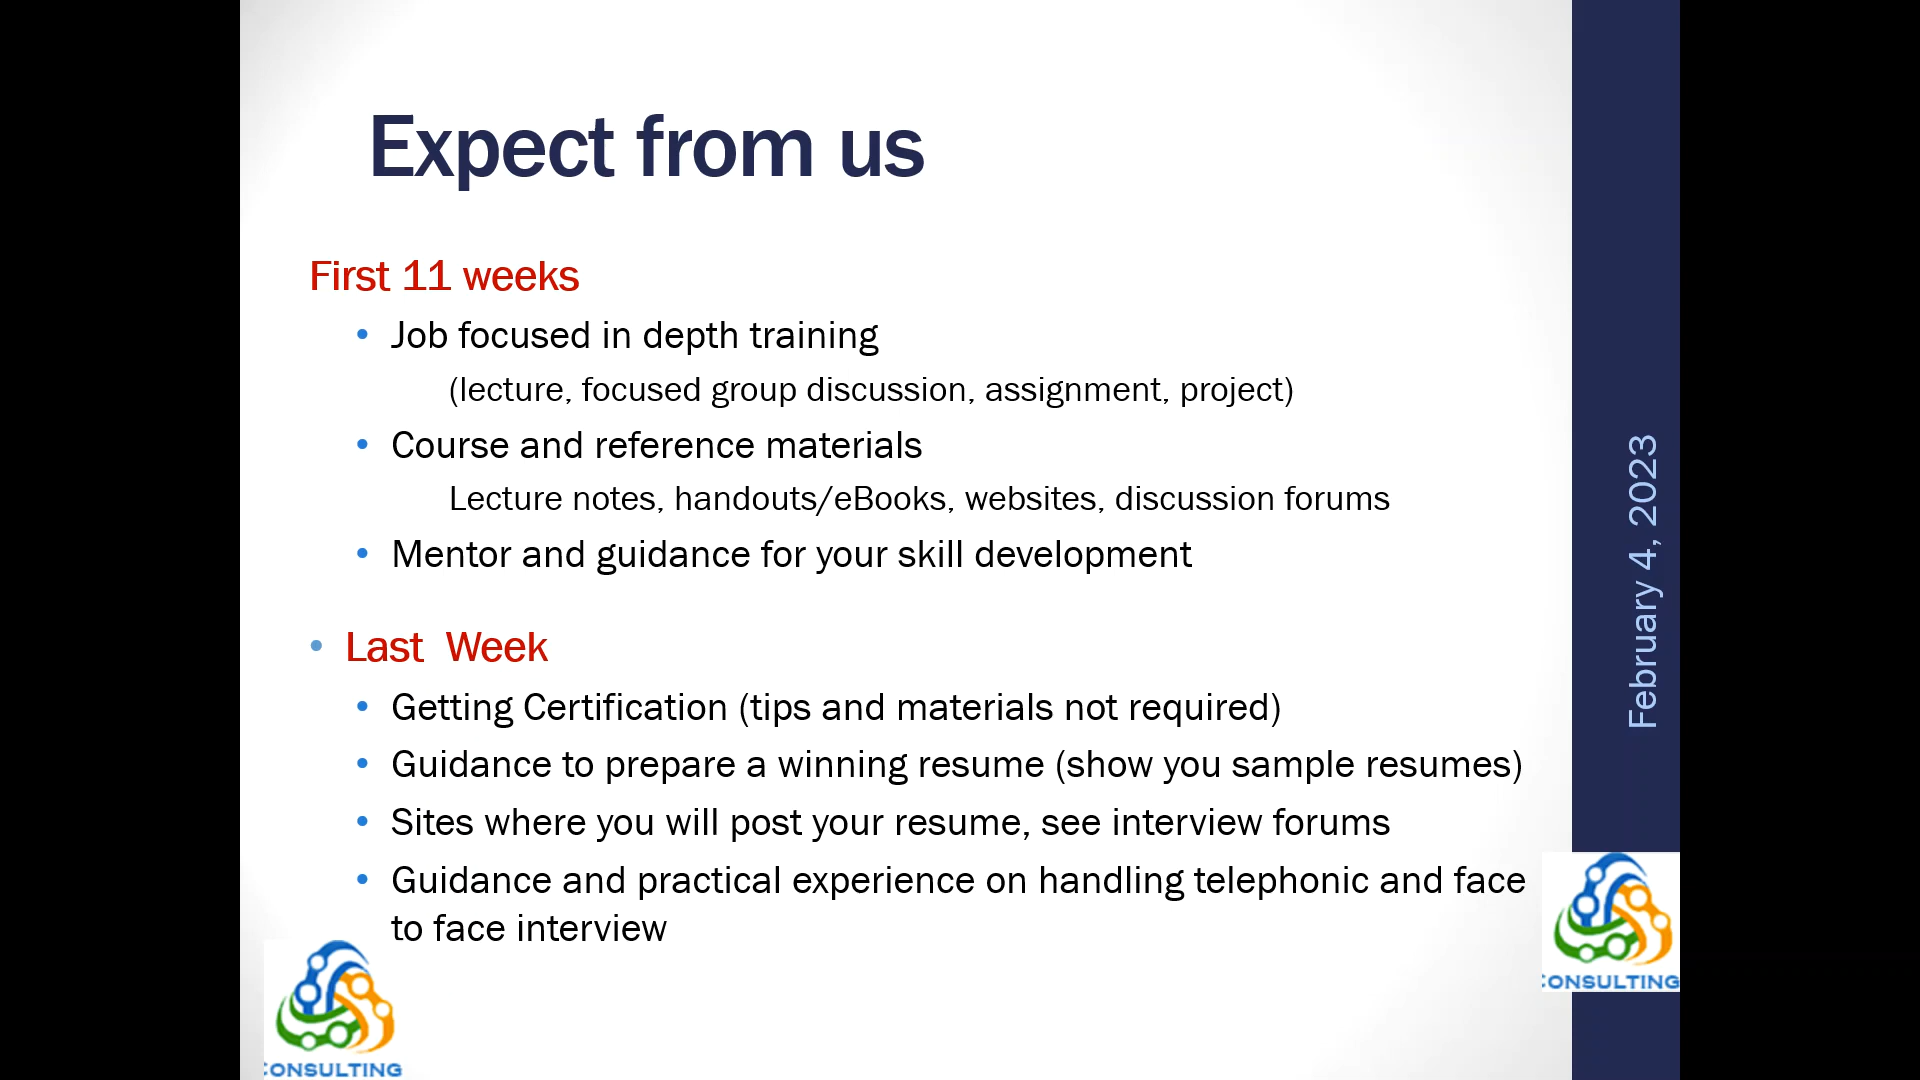 Expect from us
First 11 weeks
• Job focused in depth training
(lecture, focused group discussion, assignment, project)
• Course and reference materials
Lecture notes, handouts/eBooks, websites, discussion forums
• Mentor and guidance for your skill development
• Last Week
• Getting Certification (tips and materials not required)
• Guidance to prepare a winning resume (show you sample resumes)
• Sites where you will post your resume, see interview forums
• Guidance and practical experience on handling telephonic and face
to face interview
February 4, 2023
CONSULTING
CONSULTING